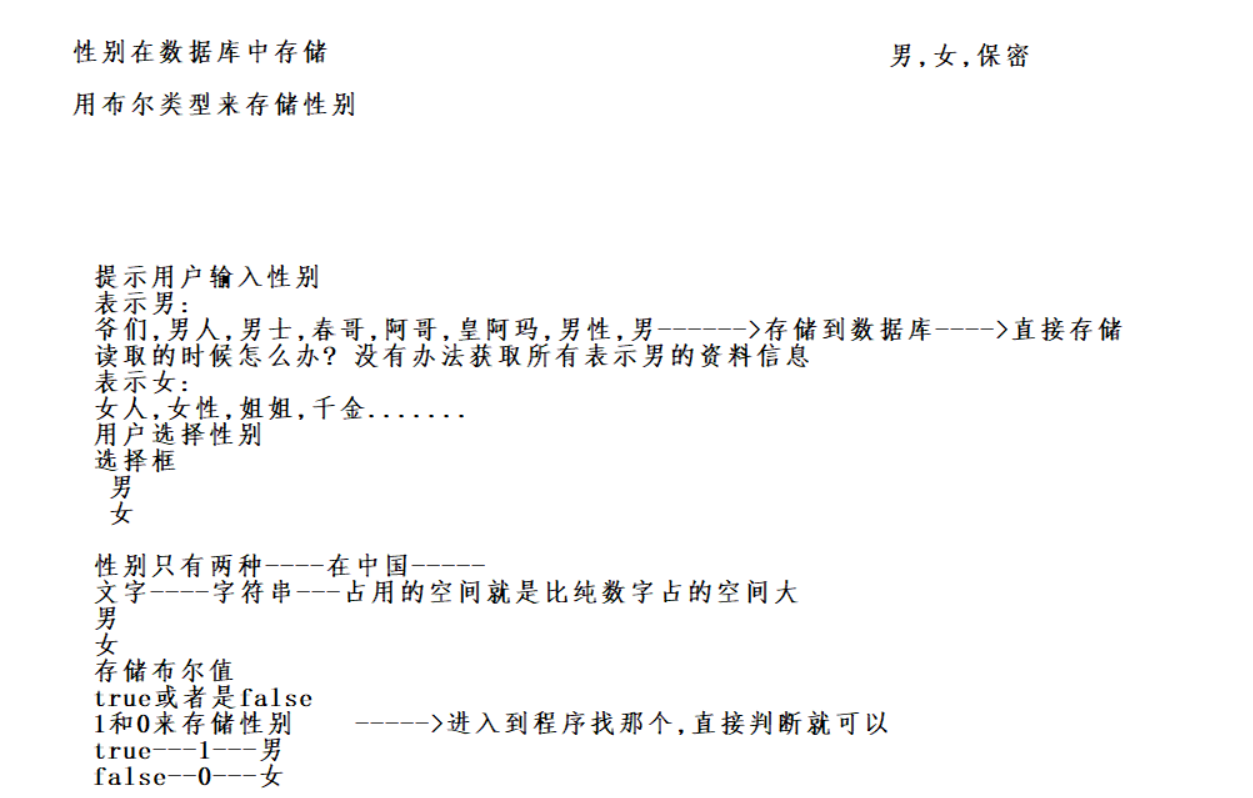 性别在数据库中存储
男,女,保密
用布尔类型来存储性别
提示用户输入性别
表示男:
爷们,男人,男士,春哥,阿哥,皇阿玛,男性,男------>存储到数据库---->直接存储
读取的时候怎么办? 没有办法获取所有表示男的资料信息
表示女:
女人,女性,姐姐,千金.......
用户选择性别
选择框
男
女
性别只有两种----在中国-----
文字----字符串---占用的空间就是比纯数字占的空间大
男
女
存储布尔值
true或者是false
1和0来存储性别 ----->进入到程序找那个,直接判断就可以
true---1---男
false--0---女